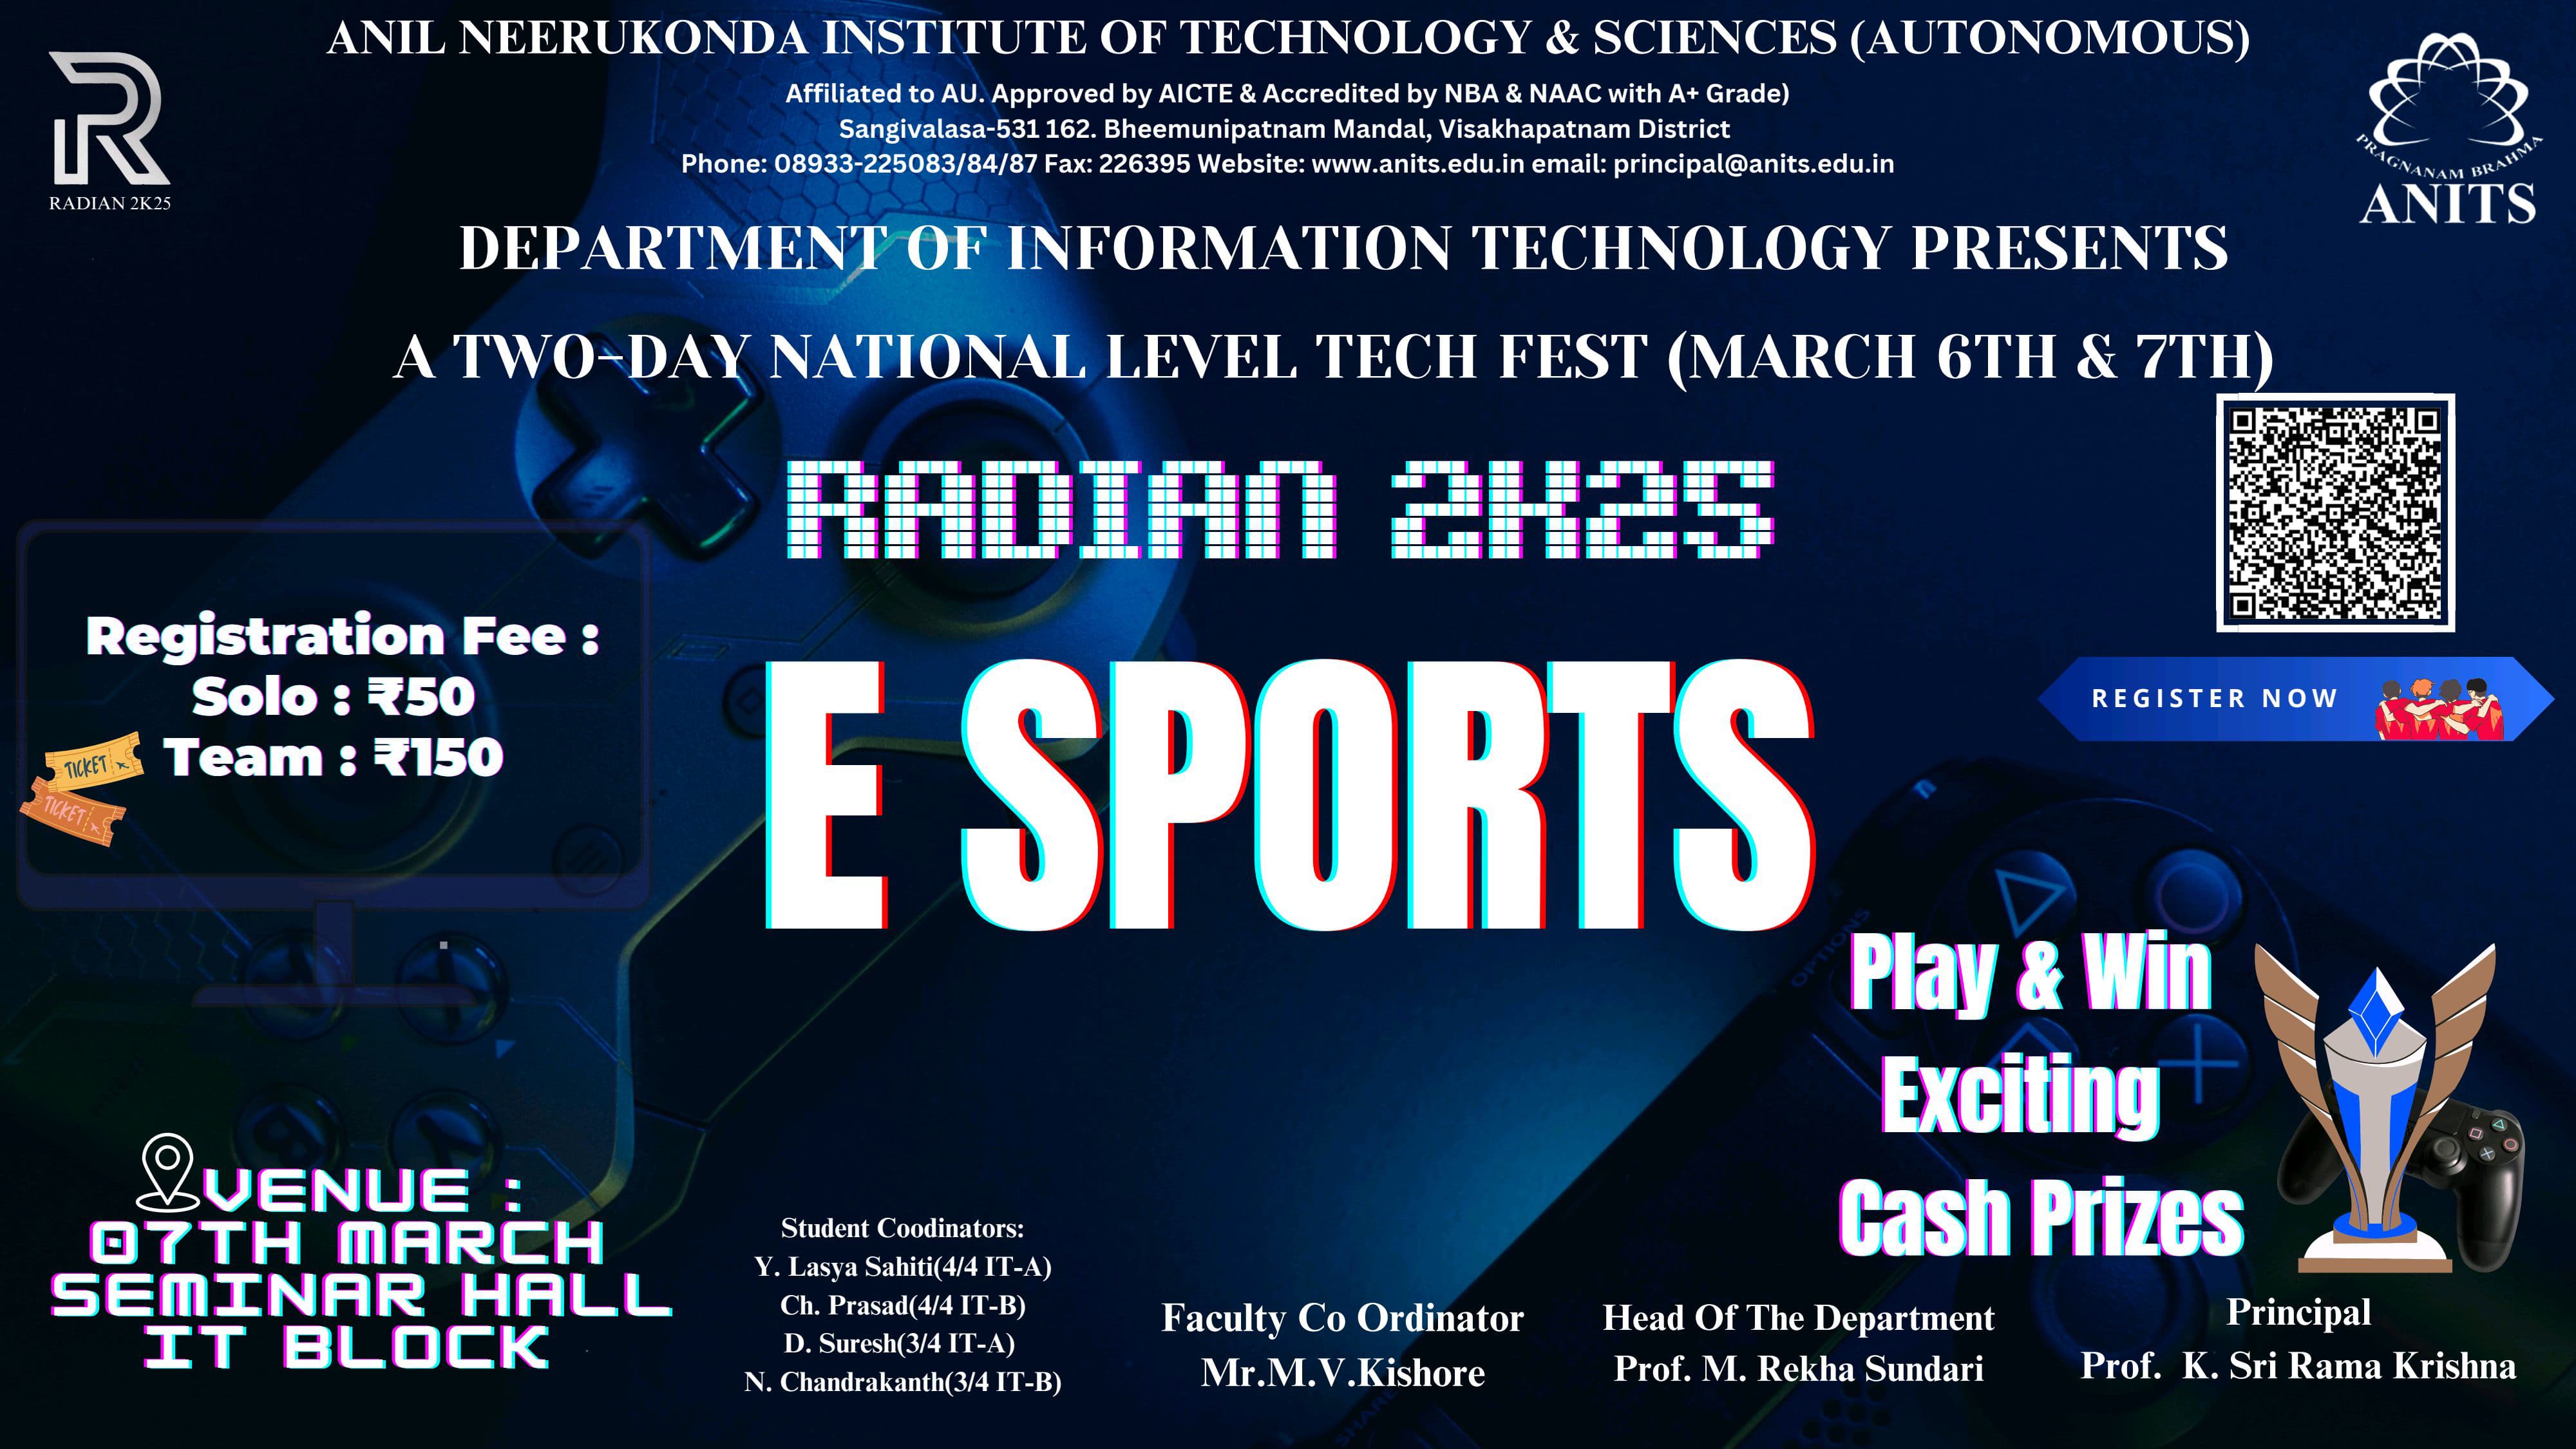 ANIL NEERUKONDA INSTITUTE OF TECHNOLOGY & SCIENCES (AUTONOMOUS)
Affiliated to AU. Approved by AICTE & Accredited by NBA & NAAC with A+ Grade)
Sangivalasa-531 162. Bheemunipatnam Mandal, Visakhapatnam District
Phone: 08933-225083/84/87 Fax: 226395 Website: www.anits.edu.in email: principal@anits.edu.in
R
RADIAN 2K25
PRAGNANAM BRAHMA
ANITS
DEPARTMENT OF INFORMATION TECHNOLOGY PRESENTS
A TWO-DAY NATIONAL LEVEL TECH FEST (MARCH 6TH & 7TH)
RADIAN 2K25
Registration Fee :
Solo : ₹50
Team : ₹150
TICKET
TICKET
E SPORTS
REGISTER NOW
OPTIONS
Play & Win
Exciting
Cash Prizes
VENUE :
07TH MARCH
SEMINAR HALL
IT BLOCK
Student Coodinators:
Y. Lasya Sahiti(4/4 IT-A)
Ch. Prasad(4/4 IT-B)
D. Suresh(3/4 IT-A)
N. Chandrakanth(3/4 IT-B)
Faculty Co Ordinator
Mr.M.V.Kishore
Head Of The Department
Prof. M. Rekha Sundari
Principal
Prof. K. Sri Rama Krishna
SHARE